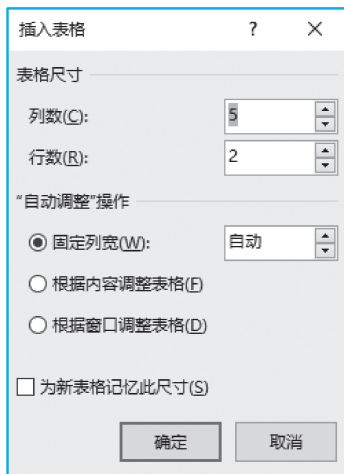 插入表格 ? ×
表格尺寸
列数(C): 5
行数(R): 2
“自动调整”操作
固定列宽(W): 自动
根据内容调整表格(F)
根据窗口调整表格(D)
为新表格记忆此尺寸(S)
确定 取消